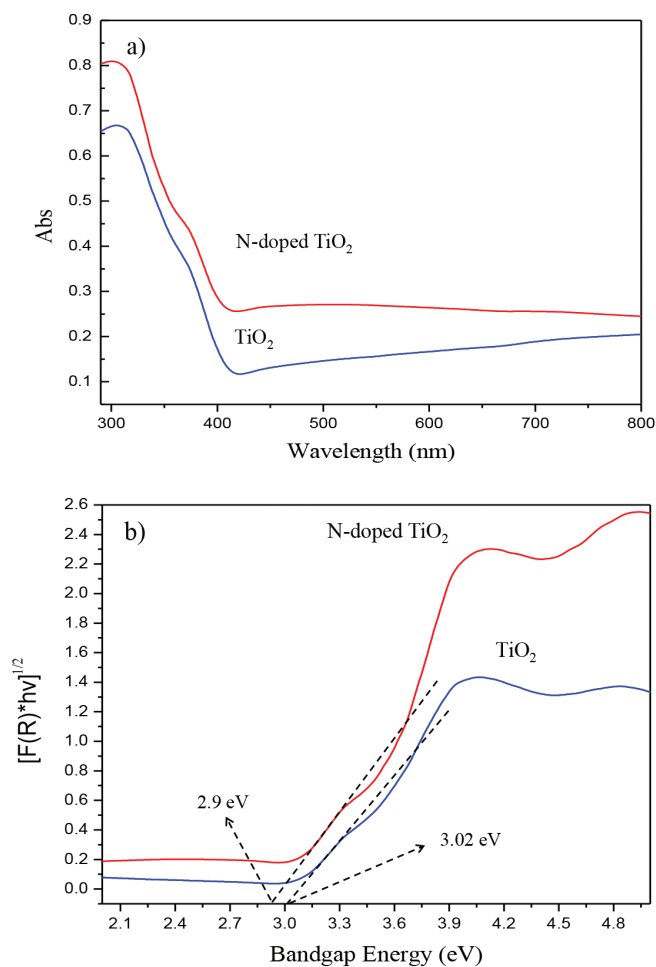 a)
0.9
0.8
0.7
0.6
0.5
0.4
0.3
0.2
0.1
Abs
N-doped TiO₂
TiO₂
300 400 500 600 700 800
Wavelength (nm)
b)
2.6
2.4
2.2
2.0
1.8
1.6
1.4
1.2
1.0
0.8
0.6
0.4
0.2
0.0
[F(R)*hv]^1/2
N-doped TiO₂
TiO₂
2.9 eV
3.02 eV
2.1 2.4 2.7 3.0 3.3 3.6 3.9 4.2 4.5 4.8
Bandgap Energy (eV)